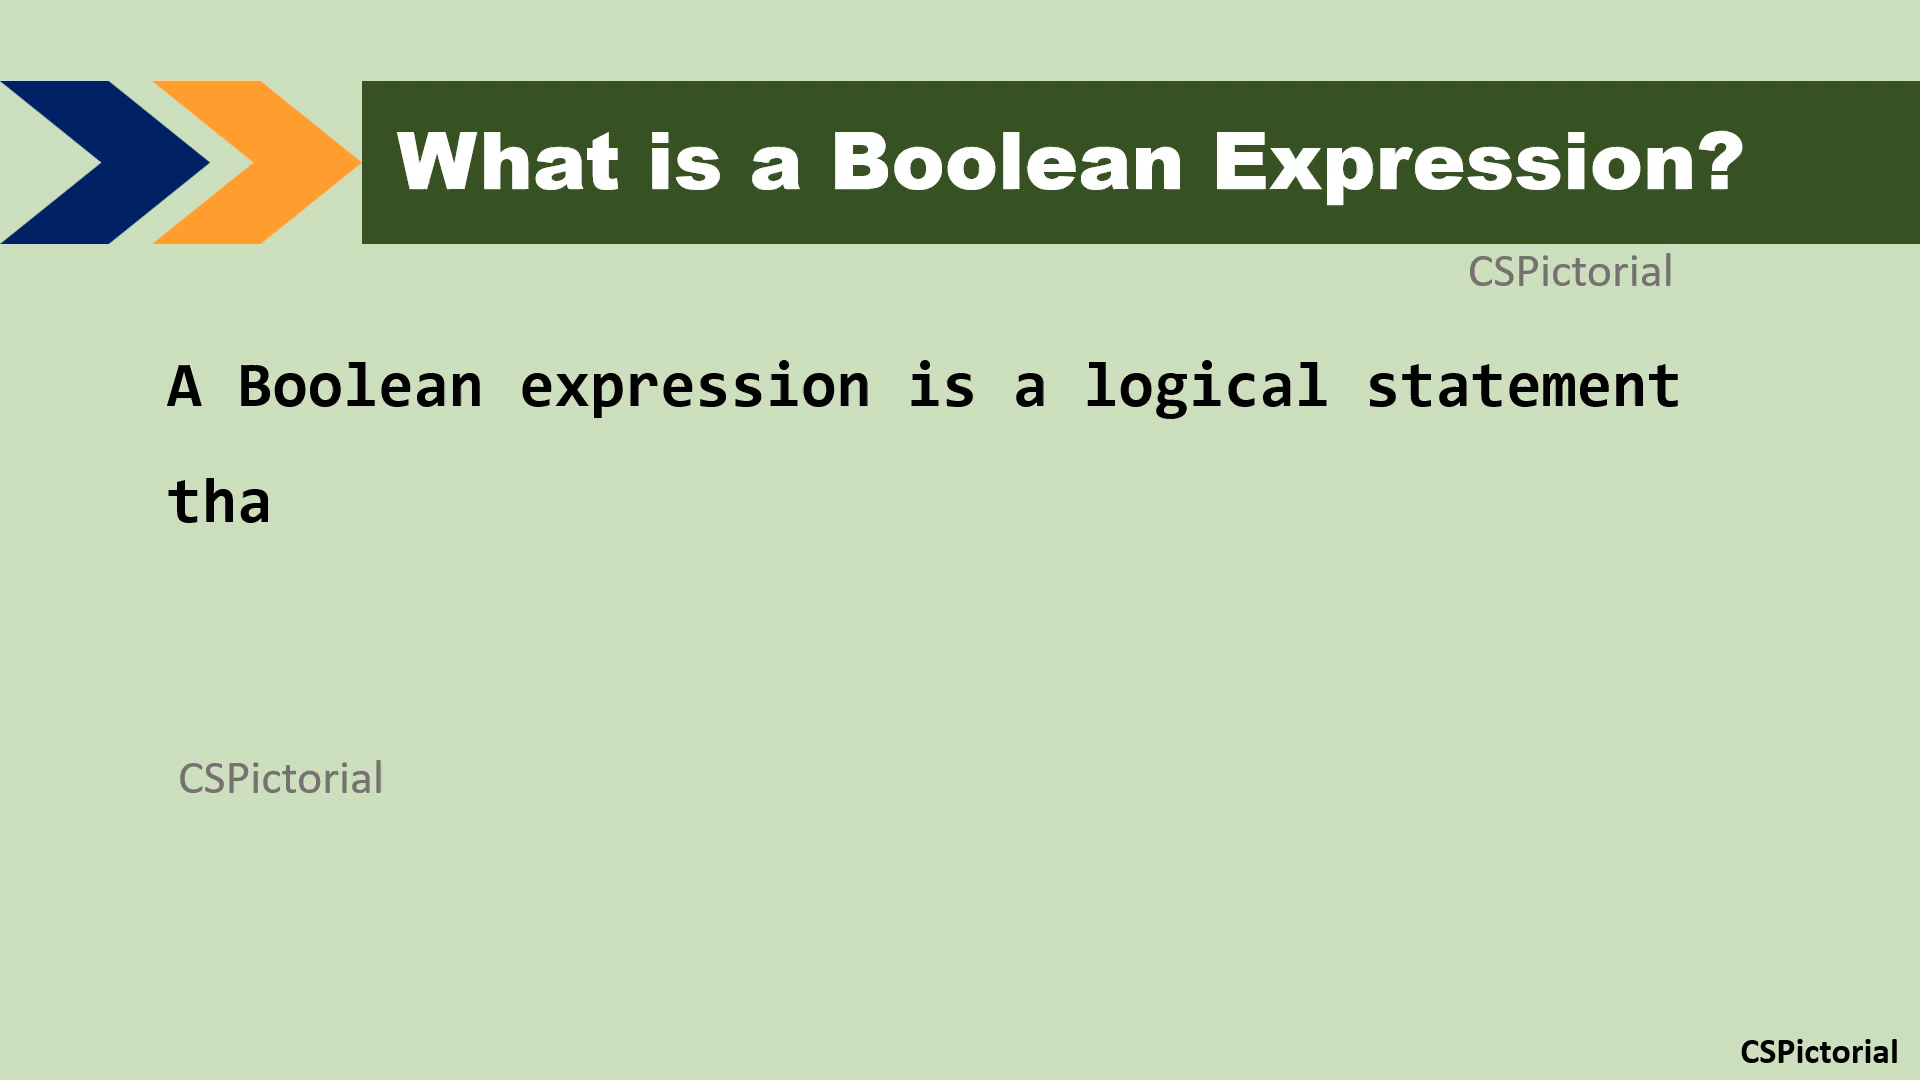 What is a Boolean Expression?
CSPictorial
A Boolean expression is a logical statement
tha
CSPictorial
CSPictorial